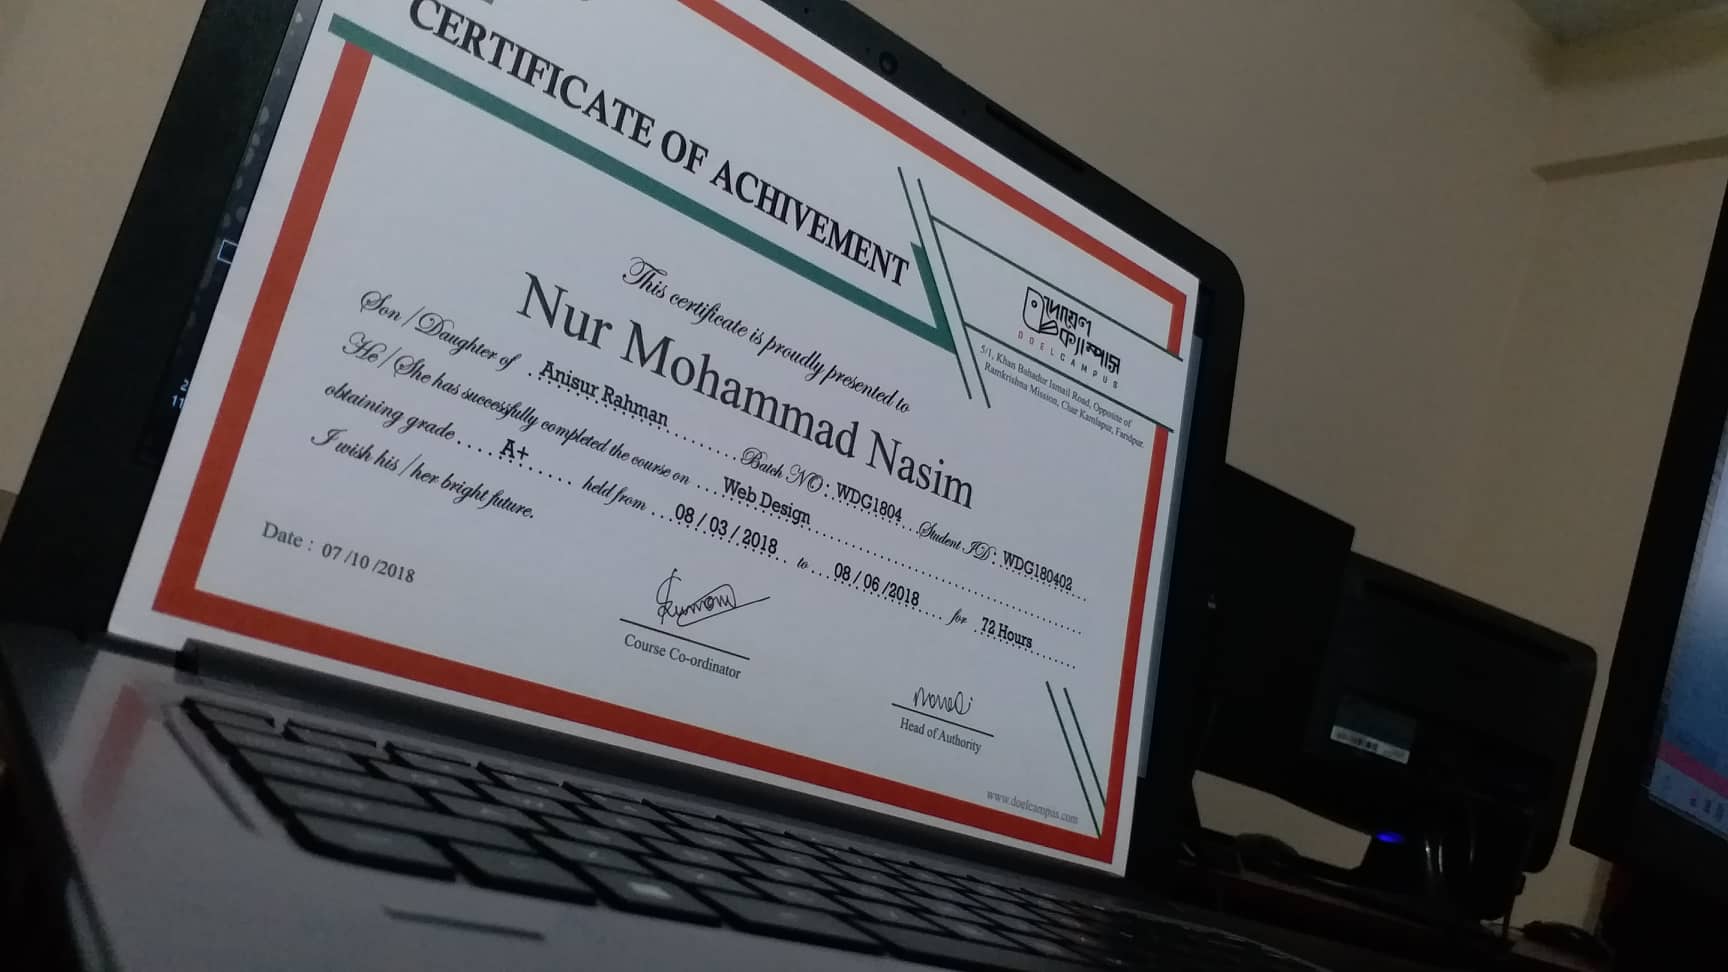 CERTIFICATE OF ACHIVEMENT
দোয়েল
ক্যাম্পাস
DOELCAMPUS
5/1, Khan Bahadur Ismail Road, Opposite of
Ramkrishna Mission, Char Kamlapur, Faridpur.
This certificate is proudly presented to
Nur Mohammad Nasim
Son/Daughter of . Anisur Rahman ........ Batch NO: WDG1804 ... Student ID: WDG180402
He/She has successfully completed the course on ... Web Design
obtaining grade .... A+ ..... held from ... 08/03/2018 .. to ... 08/06/2018 .... for . 72 Hours
I wish his/her bright future.
Date : 07/10/2018
Course Co-ordinator
Head of Authority
www.doelcampus.com